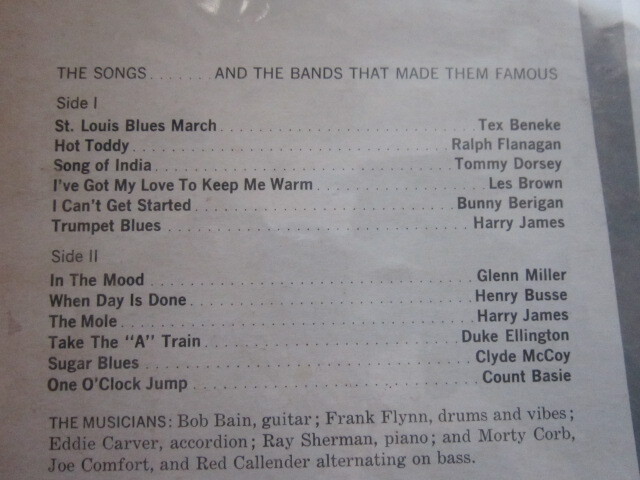 THE SONGS.......AND THE BANDS THAT MADE THEM FAMOUS
Side I
St. Louis Blues March Tex Beneke
Hot Toddy Ralph Flanagan
Song of India Tommy Dorsey
I've Got My Love To Keep Me Warm Les Brown
I Can't Get Started Bunny Berigan
Trumpet Blues Harry James
Side II
In The Mood Glenn Miller
When Day Is Done Henry Busse
The Mole Harry James
Take The "A" Train Duke Ellington
Sugar Blues Clyde McCoy
One O'Clock Jump Count Basie
THE MUSICIANS: Bob Bain, guitar; Frank Flynn, drums and vibes;
Eddie Carver, accordion; Ray Sherman, piano; and Morty Corb,
Joe Comfort, and Red Callender alternating on bass.